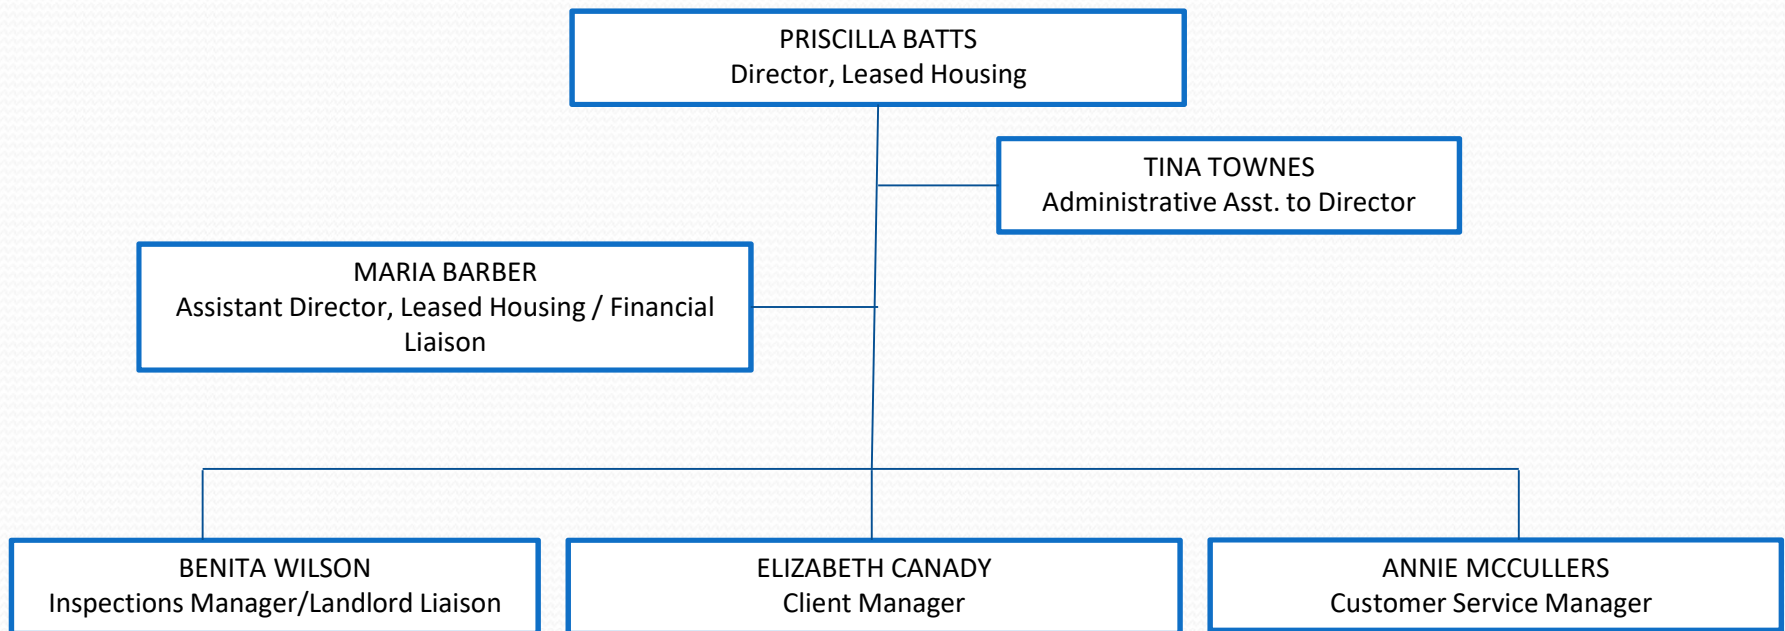 PRISCILLA BATTS
Director, Leased Housing
TINA TOWNES
Administrative Asst. to Director
MARIA BARBER
Assistant Director, Leased Housing / Financial
Liaison
BENITA WILSON
Inspections Manager/Landlord Liaison
ELIZABETH CANADY
Client Manager
ANNIE MCCULLERS
Customer Service Manager